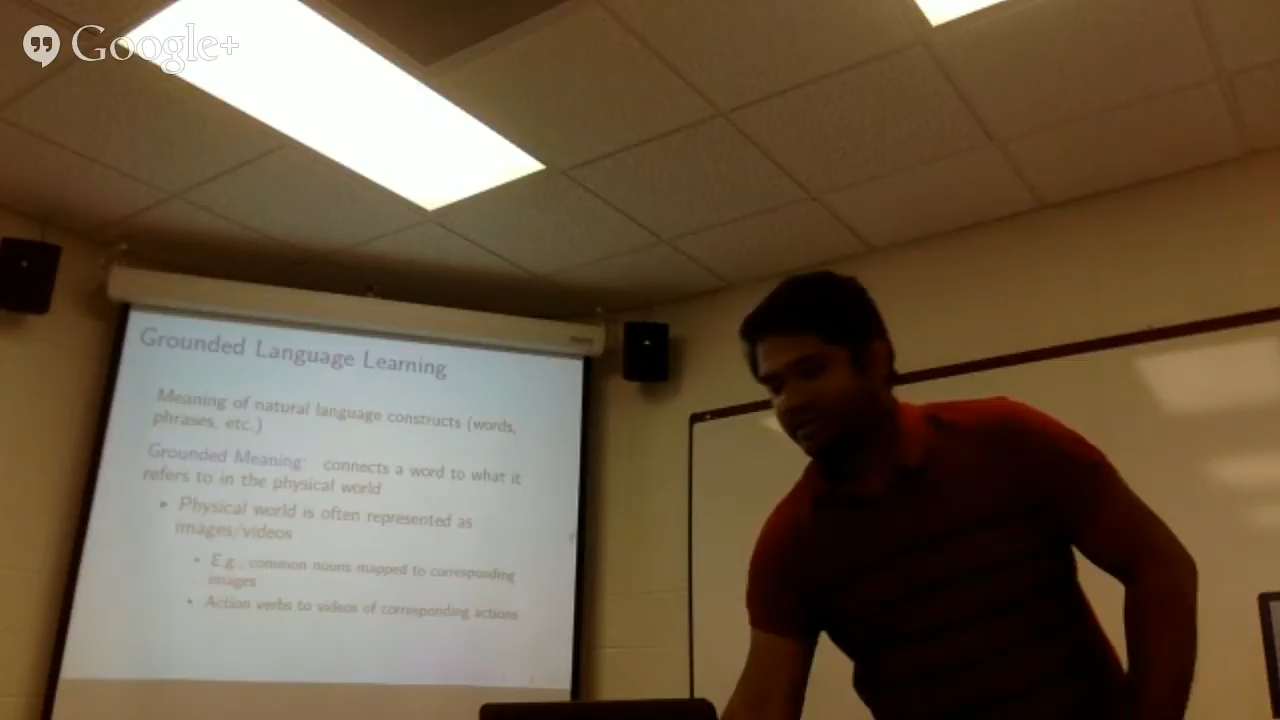 Google+
Grounded Language Learning
Meaning of natural language constructs (words,
phrases, etc.)
Grounded Meaning: connects a word to what it
refers to in the physical world
Physical world is often represented as
images/videos
E.g., common nouns mapped to corresponding
images
Action verbs to videos of corresponding actions